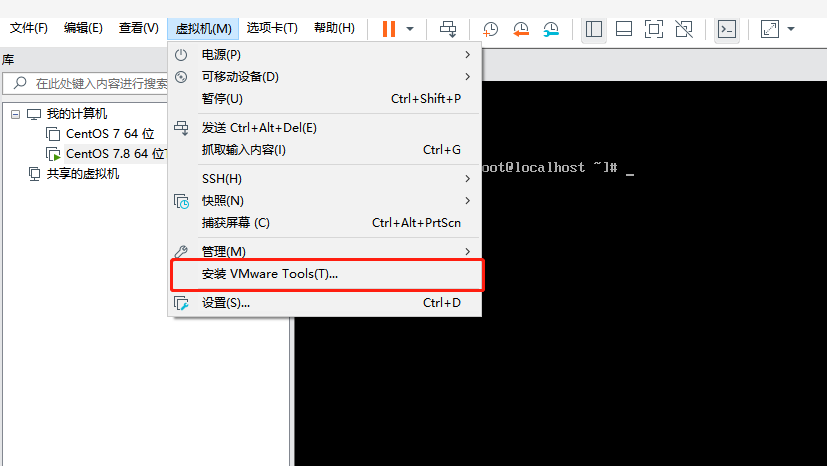 文件(F) 编辑(E) 查看(V) 虚拟机(M) 选项卡(T) 帮助(H)
库
在此处键入内容进行搜索
我的计算机
CentOS 7 64 位
CentOS 7.8 64 位
共享的虚拟机
电源(P)
可移动设备(D)
暂停(U) Ctrl+Shift+P
发送 Ctrl+Alt+Del(E)
抓取输入内容(I) Ctrl+G
SSH(H)
快照(N)
捕获屏幕 (C) Ctrl+Alt+PrtScn
管理(M)
安装 VMware Tools(T)...
设置(S)... Ctrl+D
oot@localhost ~]# _